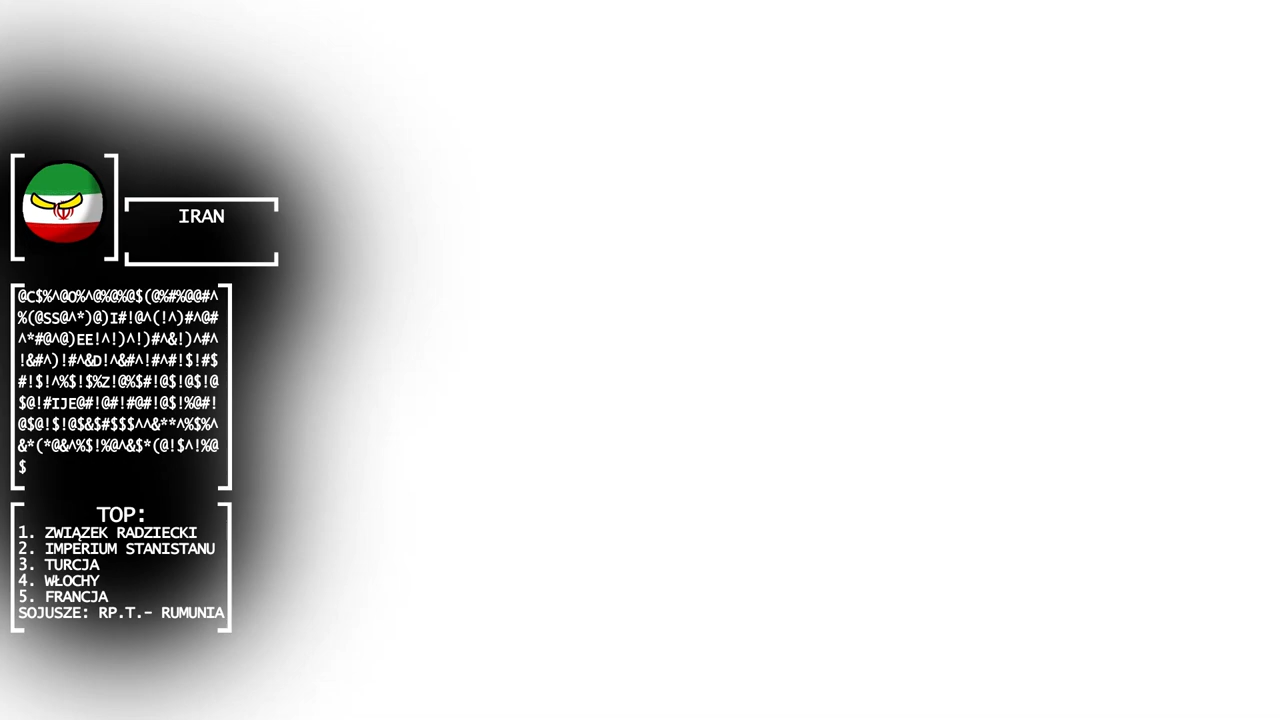 IRAN
@C$%^@O%^@%@%@$(@%#%@@#^
%(@SS@^*)@)I#!@^(!^)#^@#
^*#@^@)EE!^!)^!)#^&!)^#^
!&#^)!#^&D!^&#^!#^#!$!#$
#!$!^%$!$%Z!@%$#!@$!@$!@
$@!#IJE@#!@#!#@#!@$!%@#!
@$@!$!@$&$#$$$^^&**^%$%^
&*(*@&^%$!%@^&$*(@!$^!%@
$
TOP:
1. ZWIĄZEK RADZIECKI
2. IMPERIUM STANISTANU
3. TURCJA
4. WŁOCHY
5. FRANCJA
SOJUSZE: RP.T.- RUMUNIA